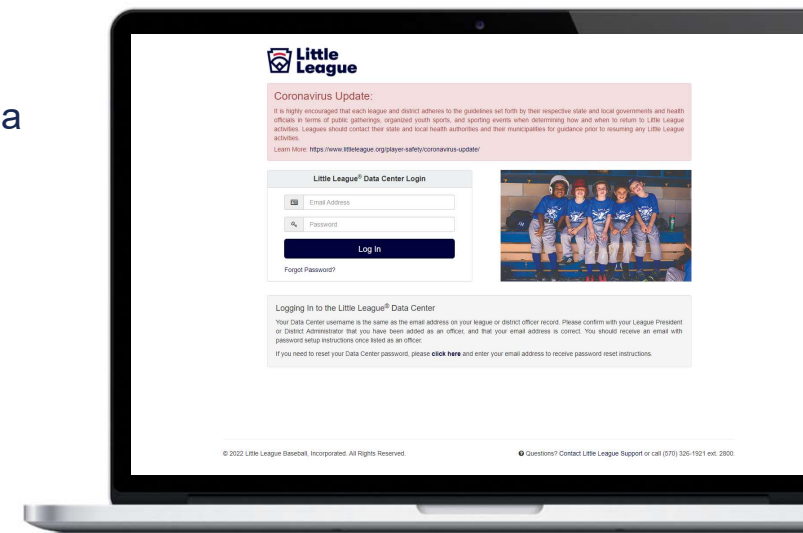 a
Little
League
Coronavirus Update:
It is highly encouraged that each league and district adheres to the guidelines set forth by their respective state and local governments and health
officials in terms of public gatherings, organized youth sports, and sporting events when determining how and when to return to Little League
activities. Leagues should contact their state and local health authorities and their municipalities for guidance prior to resuming any Little League
activities.
Learn More: https://www.littleleague.org/player-safety/coronavirus-update/
Little League® Data Center Login
Email Address
Password
Log In
Forgot Password?
Logging In to the Little League® Data Center
Your Data Center username is the same as the email address on your league or district officer record. Please confirm with your League President
or District Administrator that you have been added as an officer, and that your email address is correct. You should receive an email with
password setup instructions once listed as an officer.
If you need to reset your Data Center password, please click here and enter your email address to receive password reset instructions.
© 2022 Little League Baseball, Incorporated. All Rights Reserved.
Questions? Contact Little League Support or call (570) 326-1921 ext. 2800.